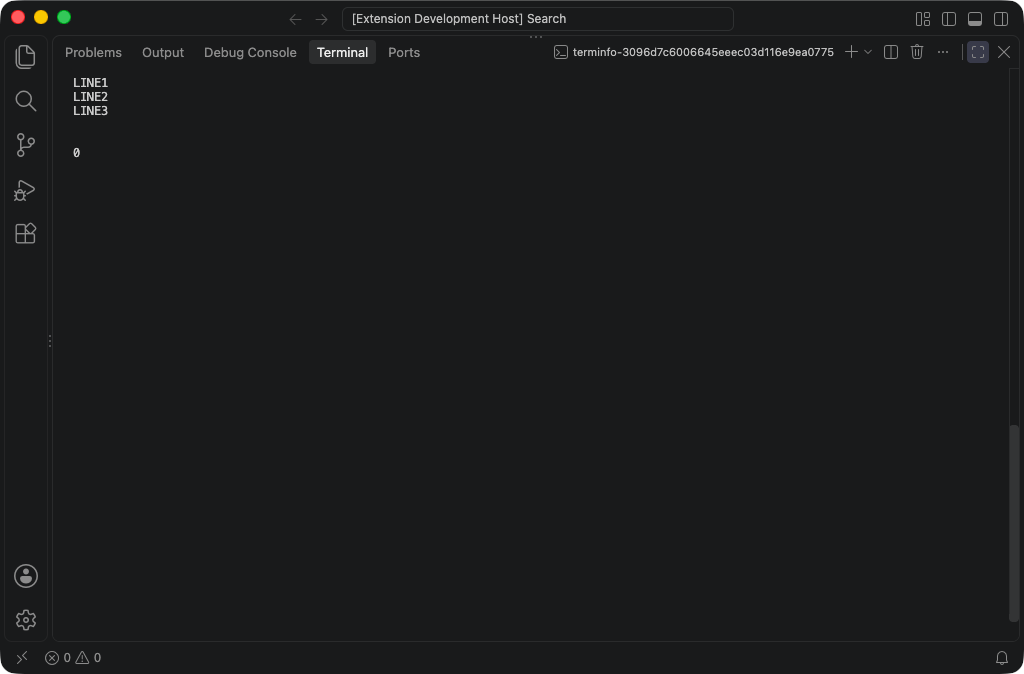 [Extension Development Host] Search
Problems Output Debug Console Terminal Ports terminfo-3096d7c6006645eeec03d116e9ea0775
LINE1
LINE2
LINE3
0
0 0